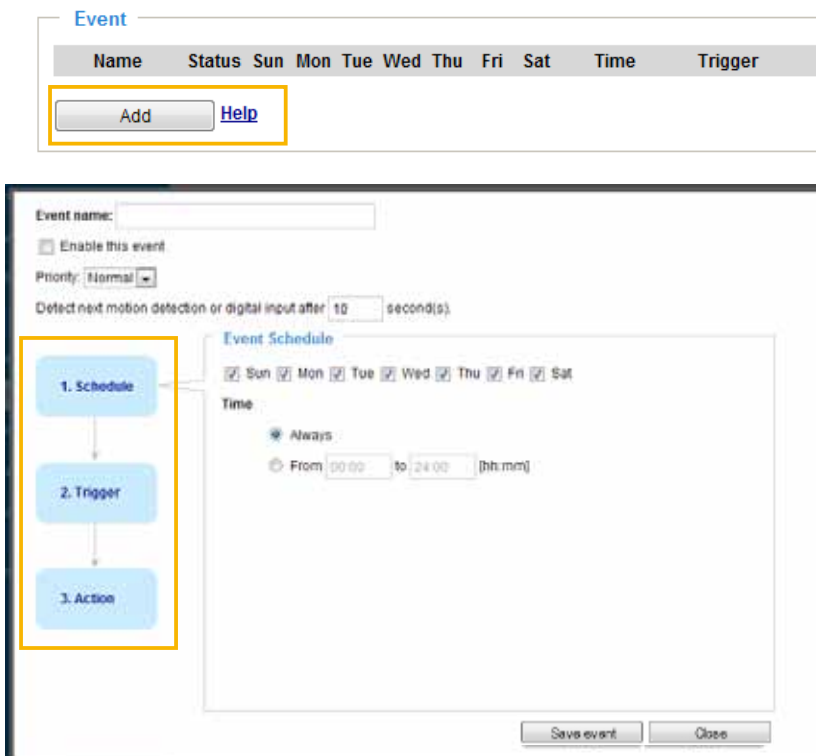 Event
Name Status Sun Mon Tue Wed Thu Fri Sat Time Trigger
Add Help
Event name:
Enable this event
Priority: Normal
Detect next motion detection or digital input after 10 second(s).
Event Schedule
1. Schedule
Sun Mon Tue Wed Thu Fri Sat
Time
Always
From 00:00 to 24:00 [hh:mm]
2. Trigger
3. Action
Save event Close